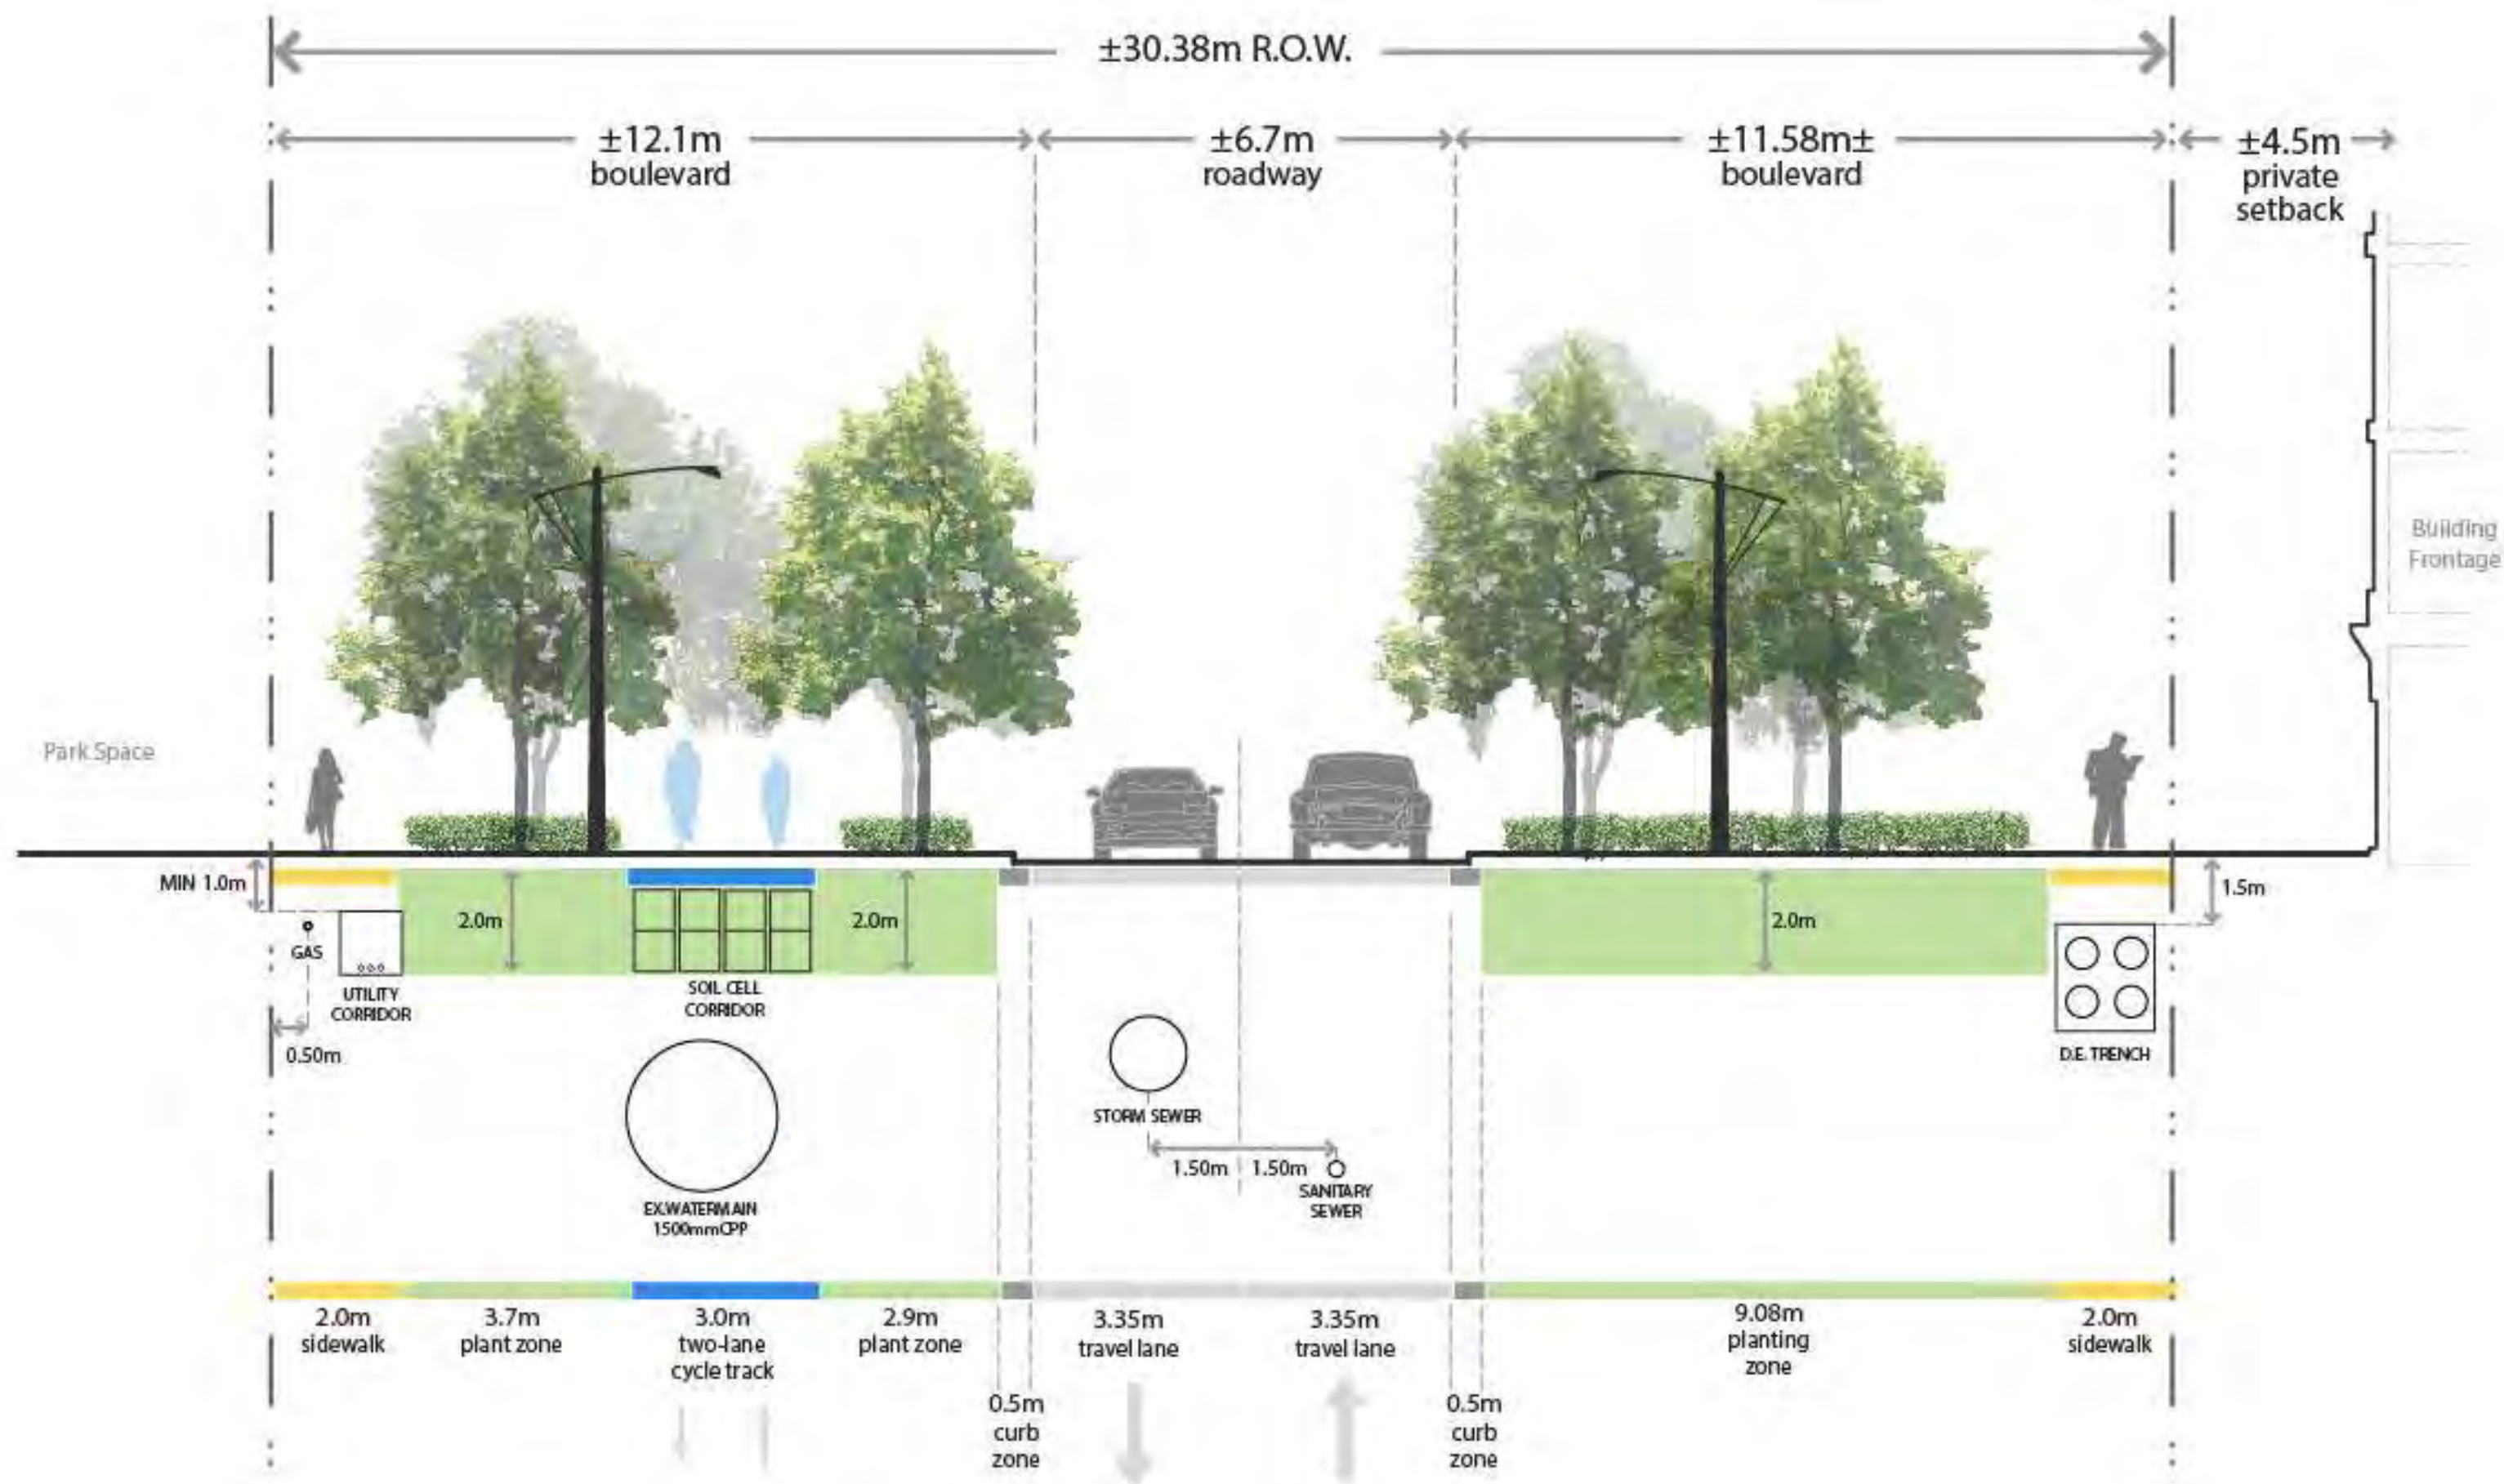 ±30.38m R.O.W.
±12.1m
boulevard
±6.7m
roadway
±11.58m±
boulevard
±4.5m
private
setback
Building
Frontage
Park Space
MIN 1.0m
GAS
0.50m
UTILITY
CORRIDOR
2.0m
SOIL CELL
CORRIDOR
2.0m
2.0m
1.5m
D.E. TRENCH
EX.WATERMAIN
1500mmCPP
STORM SEWER
1.50m
1.50m
SANITARY
SEWER
2.0m
sidewalk
3.7m
plant zone
3.0m
two-lane
cycle track
2.9m
plant zone
0.5m
curb
zone
3.35m
travel lane
3.35m
travel lane
0.5m
curb
zone
9.08m
planting
zone
2.0m
sidewalk